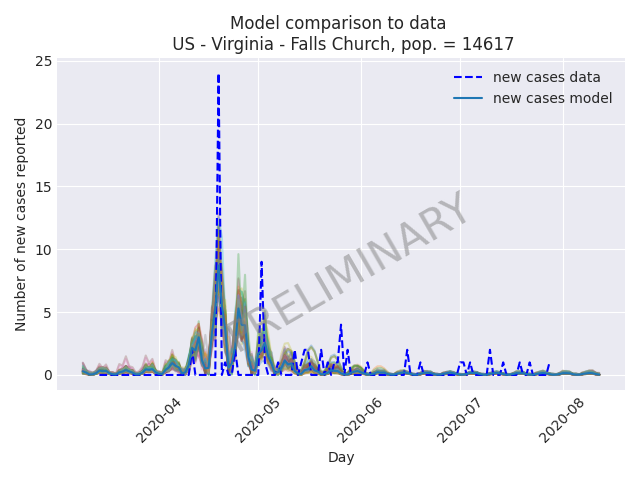 Model comparison to data
US - Virginia - Falls Church, pop. = 14617
25
20
15
10
5
0
Number of new cases reported
new cases data
new cases model
PRELIMINARY
2020-04
2020-05
2020-06
2020-07
2020-08
Day